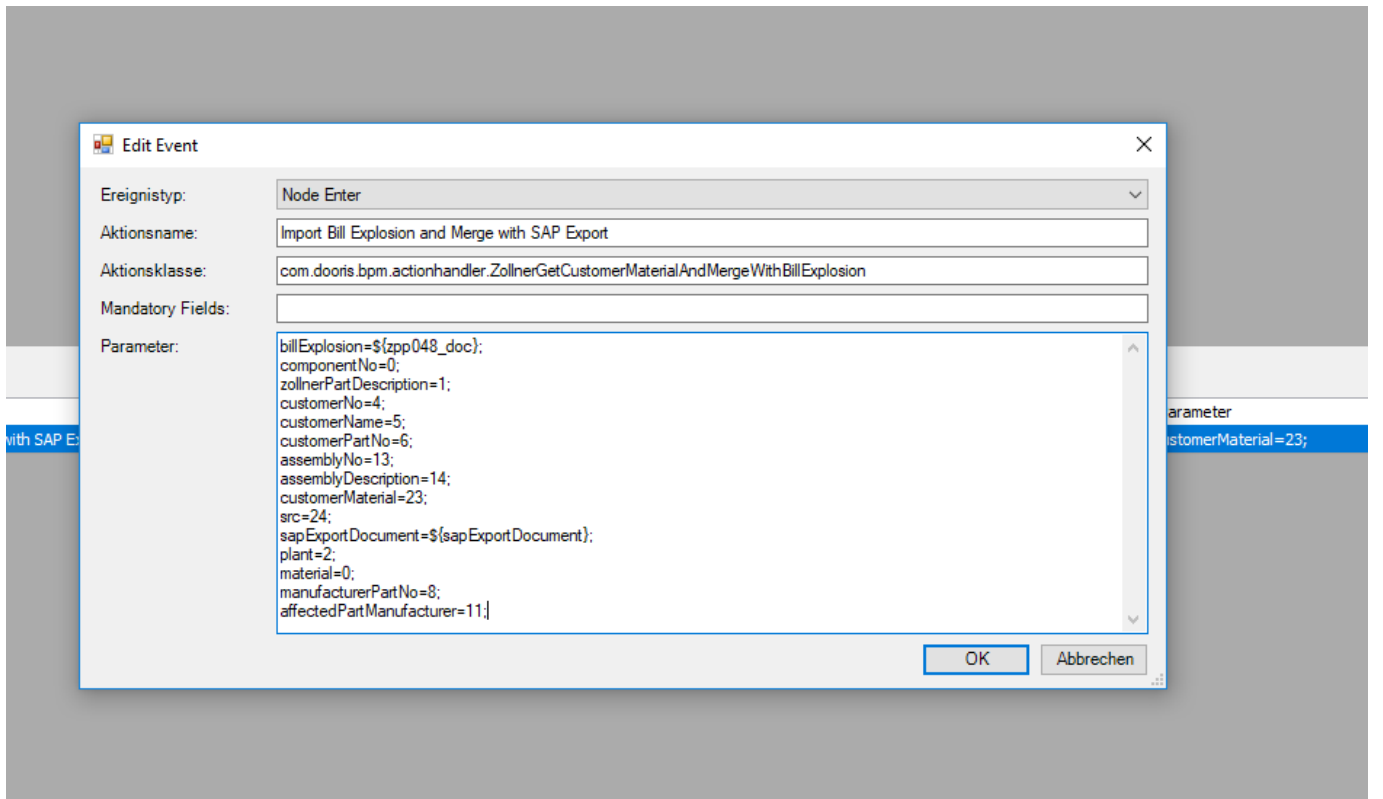 Edit Event
Ereignistyp:
Node Enter
Aktionsname:
Import Bill Explosion and Merge with SAP Export
Aktionsklasse:
com.dooris.bpm.actionhandler.ZollnerGetCustomerMaterialAndMergeWithBillExplosion
Mandatory Fields:
Parameter:
billExplosion=${zpp048_doc};
componentNo=0;
zollnerPartDescription=1;
customerNo=4;
customerName=5;
customerPartNo=6;
assemblyNo=13;
assemblyDescription=14;
customerMaterial=23;
src=24;
sapExportDocument=${sapExportDocument};
plant=2;
material=0;
manufacturerPartNo=8;
affectedPartManufacturer=11;
OK
Abbrechen
with SAP Ex
arameter
ustomerMaterial=23;